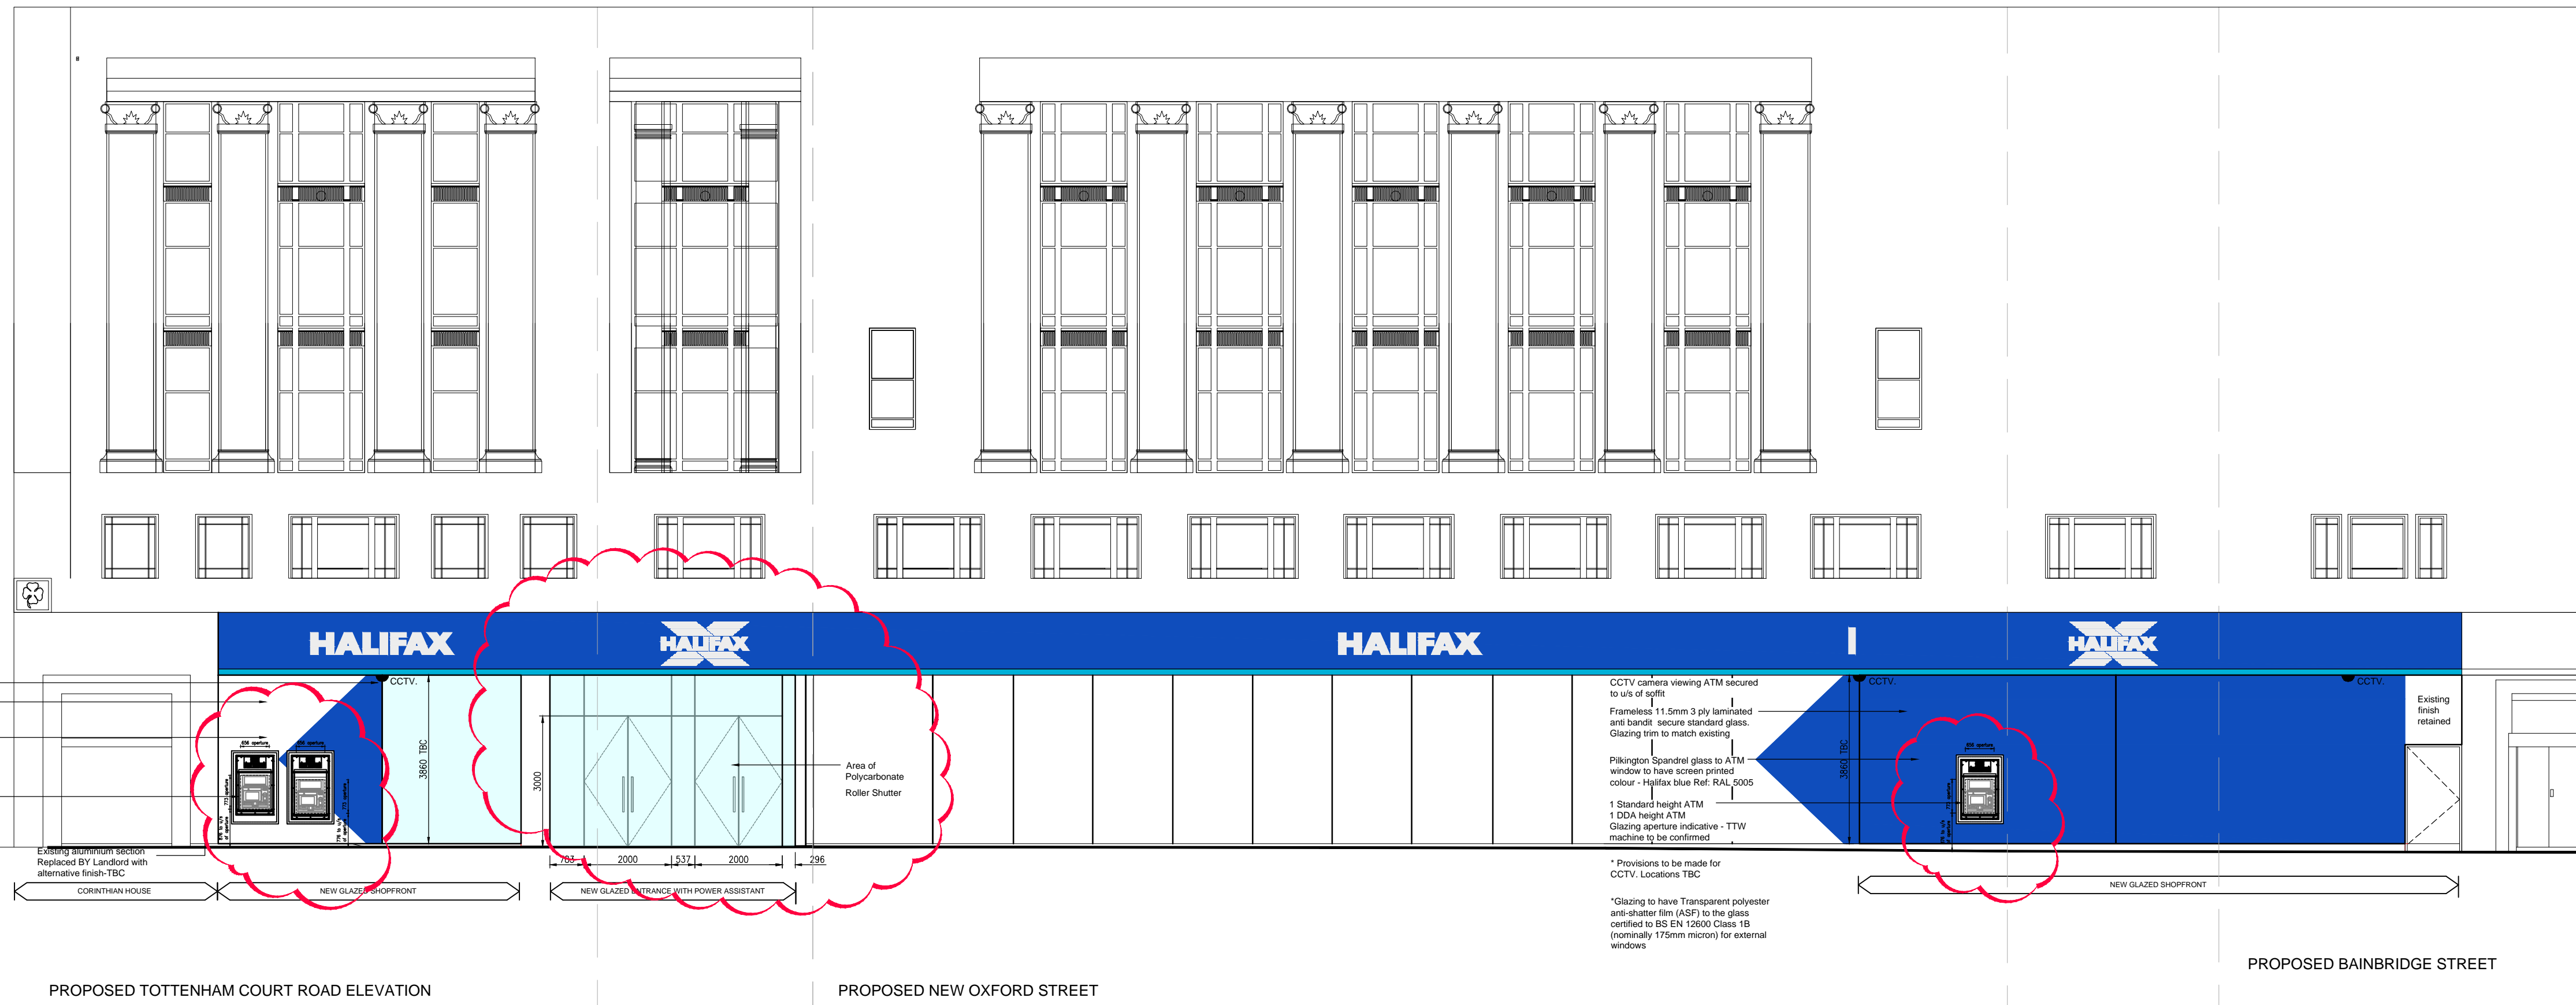 HALIFAX
HALIFAX
HALIFAX
HALIFAX
CCTV.
CCTV.
CCTV.
3860 TBC
3000
3860 TBC
656 aperture
656 aperture
773 aperture
773 aperture
656 aperture
773 aperture
Area of
Polycarbonate
Roller Shutter
CCTV camera viewing ATM secured
to u/s of soffit
Frameless 11.5mm 3 ply laminated
anti bandit secure standard glass.
Glazing trim to match existing
Pilkington Spandrel glass to ATM
window to have screen printed
colour - Halifax blue Ref: RAL 5005
1 Standard height ATM
1 DDA height ATM
Glazing aperture indicative - TTW
machine to be confirmed
* Provisions to be made for
CCTV. Locations TBC
*Glazing to have Transparent polyester
anti-shatter film (ASF) to the glass
certified to BS EN 12600 Class 1B
(nominally 175mm micron) for external
windows
Existing
finish
retained
Existing aluminium section
Replaced BY Landlord with
alternative finish-TBC
783 2000 537 2000 296
CORINTHIAN HOUSE
NEW GLAZED SHOPFRONT
NEW GLAZED ENTRANCE WITH POWER ASSISTANT
NEW GLAZED SHOPFRONT
PROPOSED TOTTENHAM COURT ROAD ELEVATION
PROPOSED NEW OXFORD STREET
PROPOSED BAINBRIDGE STREET